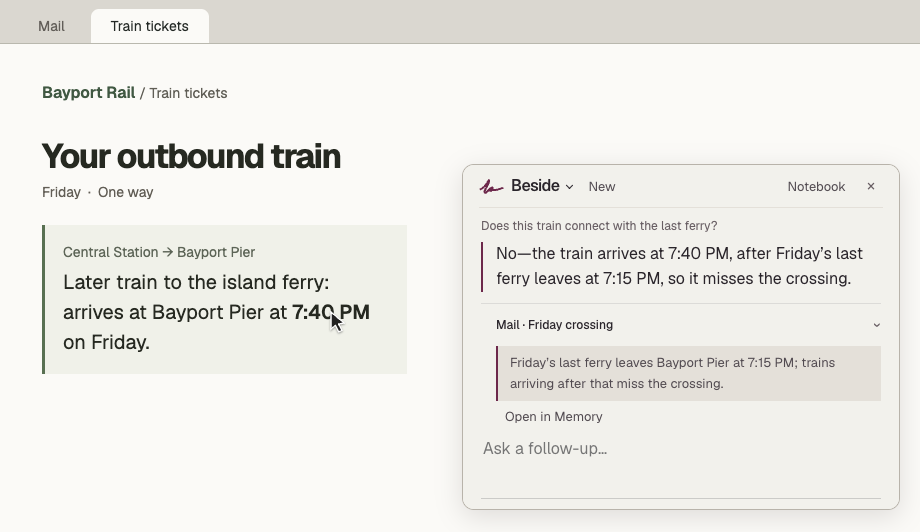 Mail
Train tickets
Bayport Rail / Train tickets
Your outbound train
Friday · One way
Central Station → Bayport Pier
Later train to the island ferry:
arrives at Bayport Pier at 7:40 PM
on Friday.
Beside
New
Notebook
×
Does this train connect with the last ferry?
No—the train arrives at 7:40 PM, after Friday’s last
ferry leaves at 7:15 PM, so it misses the crossing.
Mail · Friday crossing
Friday’s last ferry leaves Bayport Pier at 7:15 PM; trains
arriving after that miss the crossing.
Open in Memory
Ask a follow-up…